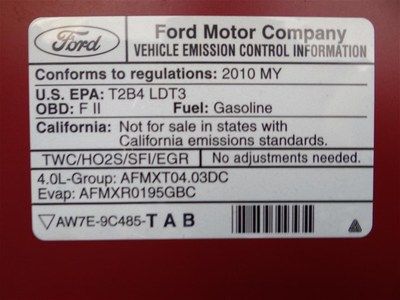 Ford
Ford Motor Company
VEHICLE EMISSION CONTROL INFORMATION
Conforms to regulations: 2010 MY
U.S. EPA: T2B4 LDT3
OBD: F II Fuel: Gasoline
California: Not for sale in states with
California emissions standards.
TWC/HO2S/SFI/EGR No adjustments needed.
4.0L-Group: AFMXT04.03DC
Evap: AFMXR0195GBC
AW7E-9C485-TAB